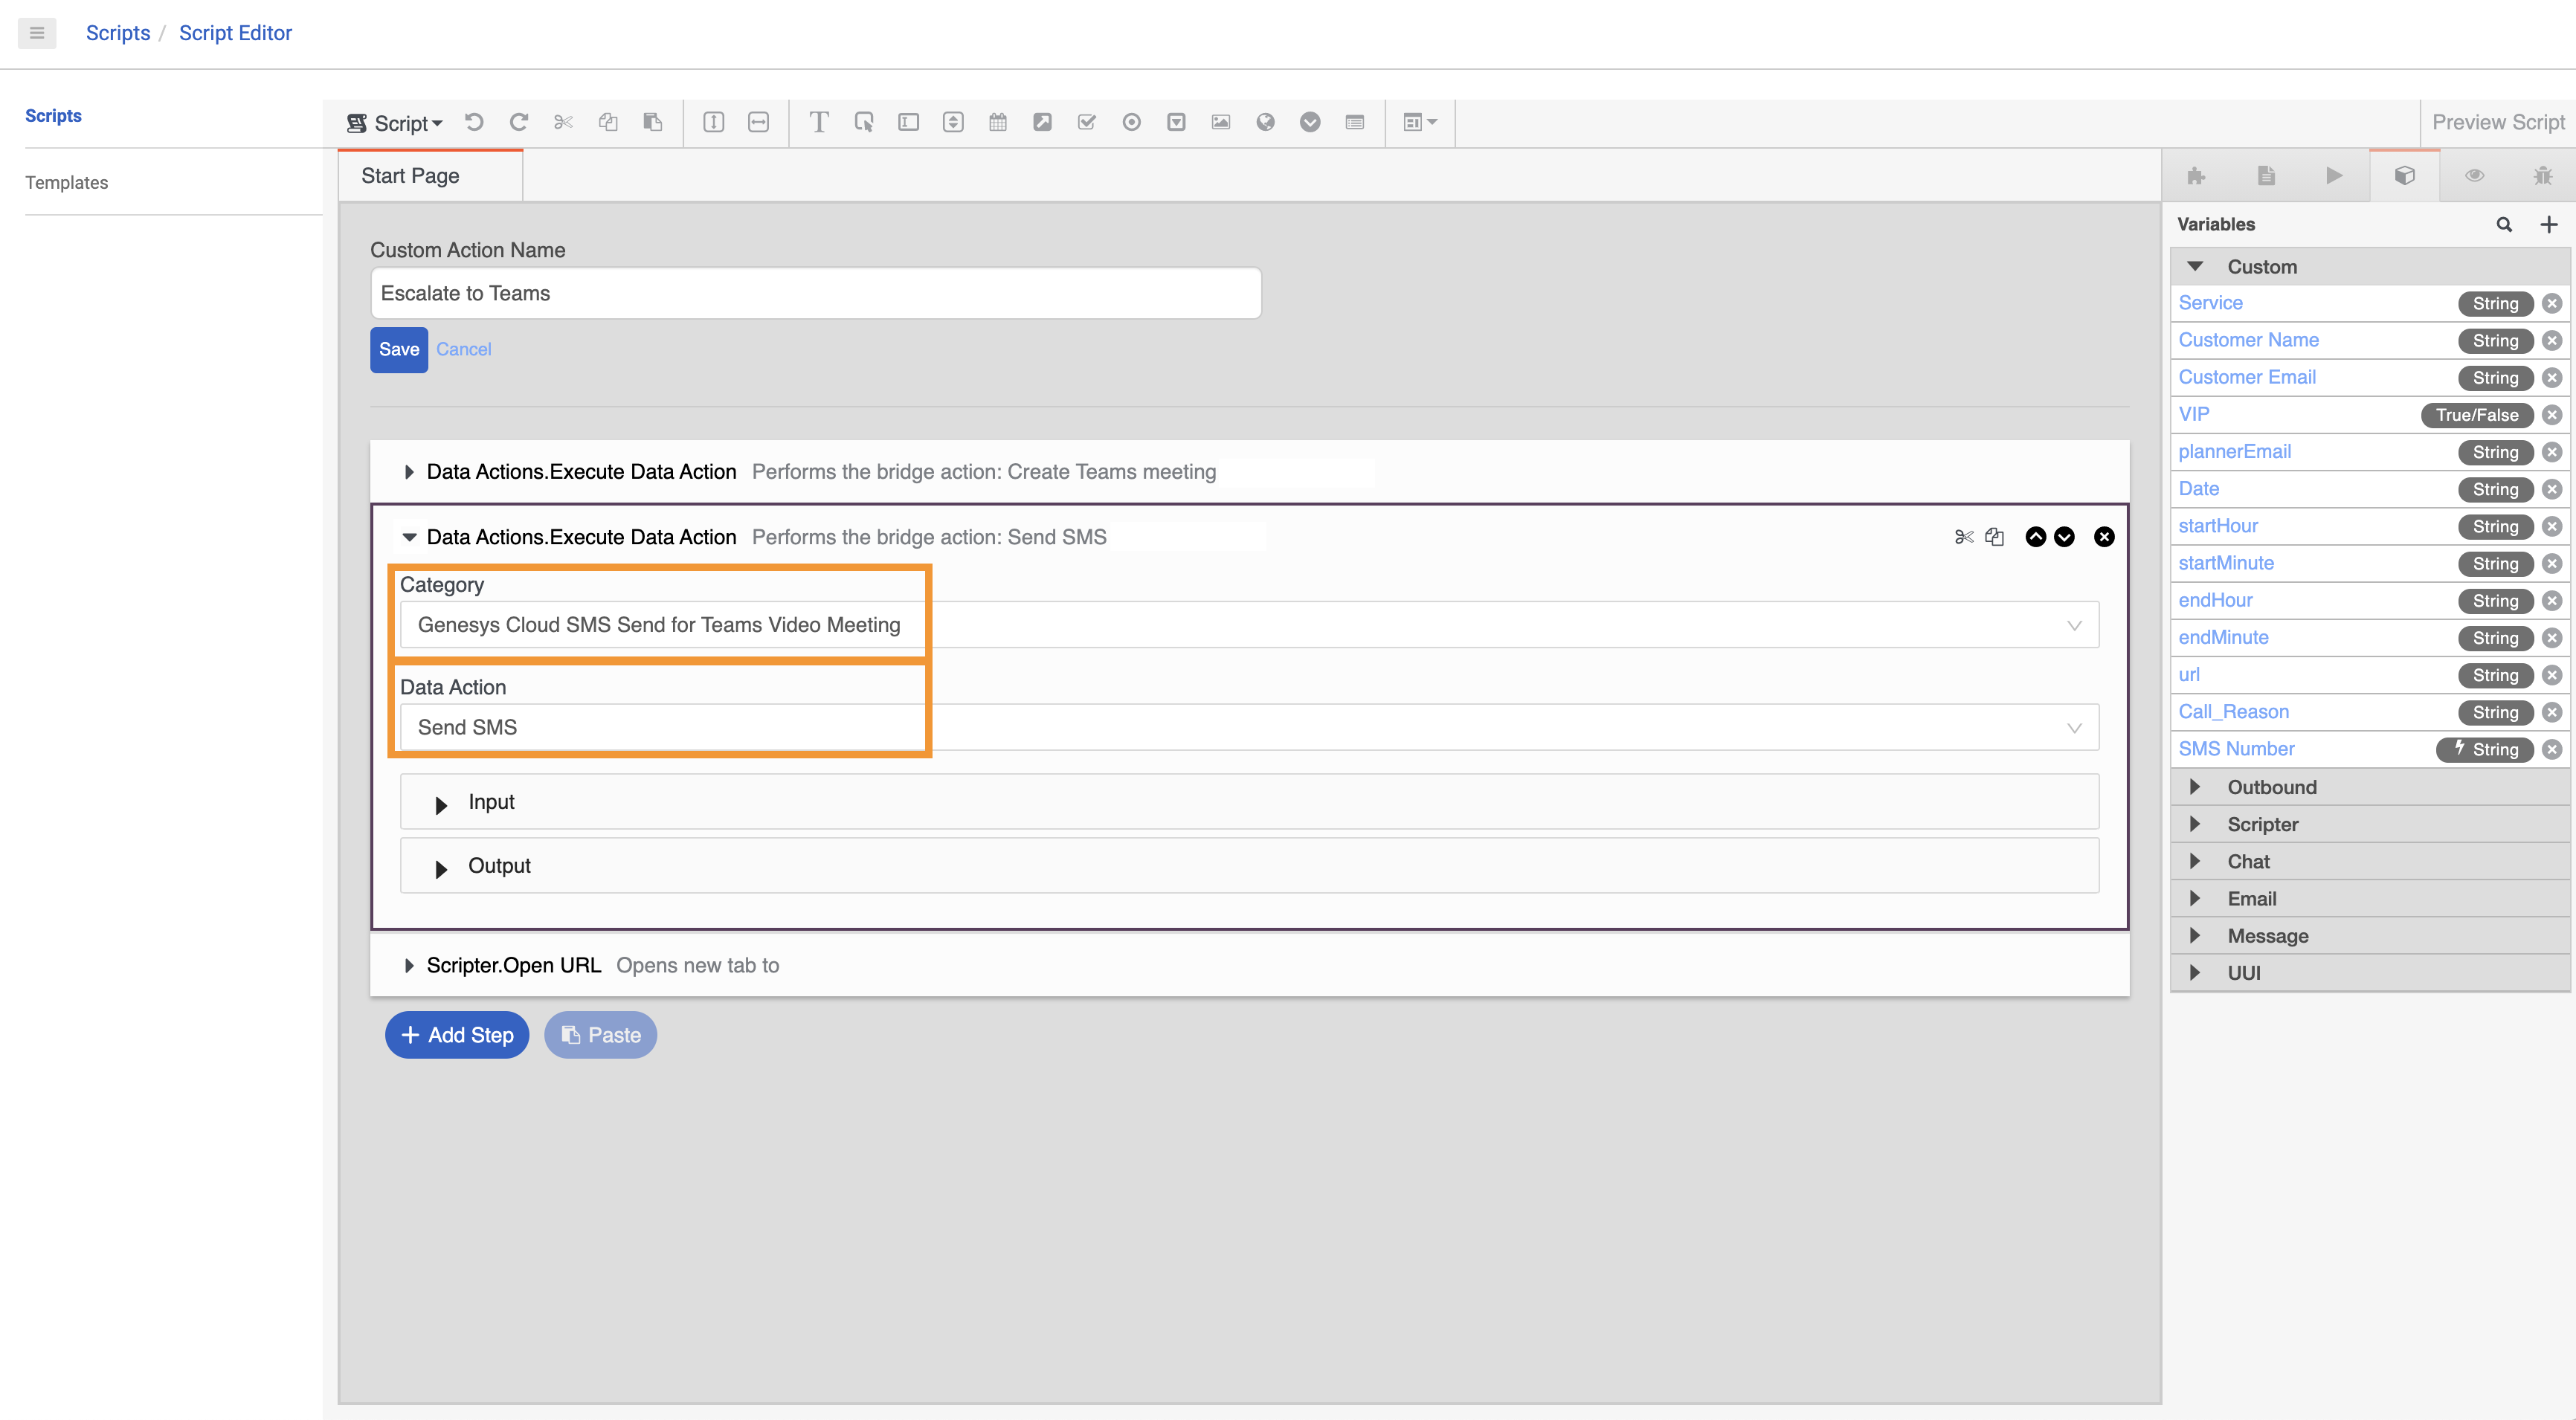 Scripts / Script Editor
Scripts
Templates
Script
Preview Script
Start Page
Custom Action Name
Escalate to Teams
Save Cancel
Data Actions.Execute Data Action Performs the bridge action: Create Teams meeting
Data Actions.Execute Data Action Performs the bridge action: Send SMS
Category
Genesys Cloud SMS Send for Teams Video Meeting
Data Action
Send SMS
Input
Output
Scripter.Open URL Opens new tab to
+ Add Step Paste
Variables
Custom
Service String
Customer Name String
Customer Email String
VIP True/False
plannerEmail String
Date String
startHour String
startMinute String
endHour String
endMinute String
url String
Call_Reason String
SMS Number String
Outbound
Scripter
Chat
Email
Message
UUI